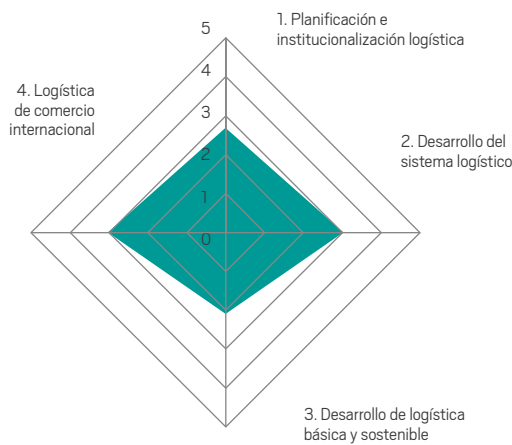 1. Planificación e
institucionalización logística
2. Desarrollo del
sistema logístico
3. Desarrollo de logística
básica y sostenible
4. Logística
de comercio
internacional
5
4
3
2
1
0